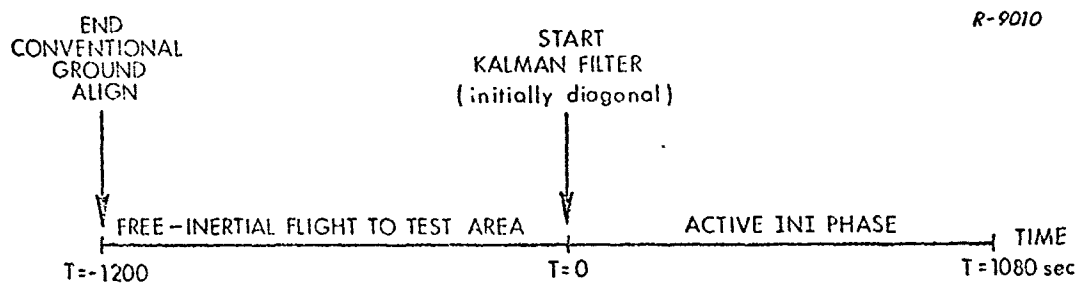 R-9010
END
CONVENTIONAL
GROUND
ALIGN
START
KALMAN FILTER
(initially diagonal)
FREE-INERTIAL FLIGHT TO TEST AREA
ACTIVE INI PHASE
TIME
T=-1200
T=0
T=1080 sec